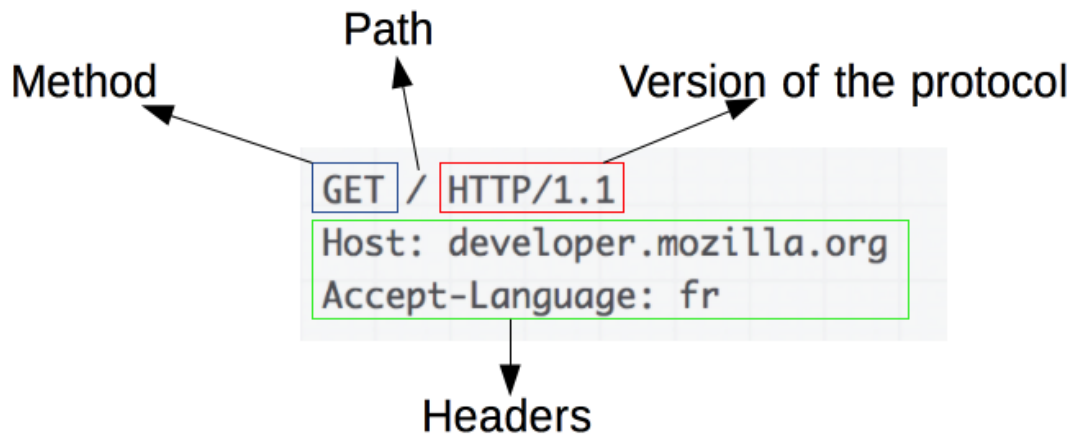 Path
Method
Version of the protocol
GET / HTTP/1.1
Host: developer.mozilla.org
Accept-Language: fr
Headers